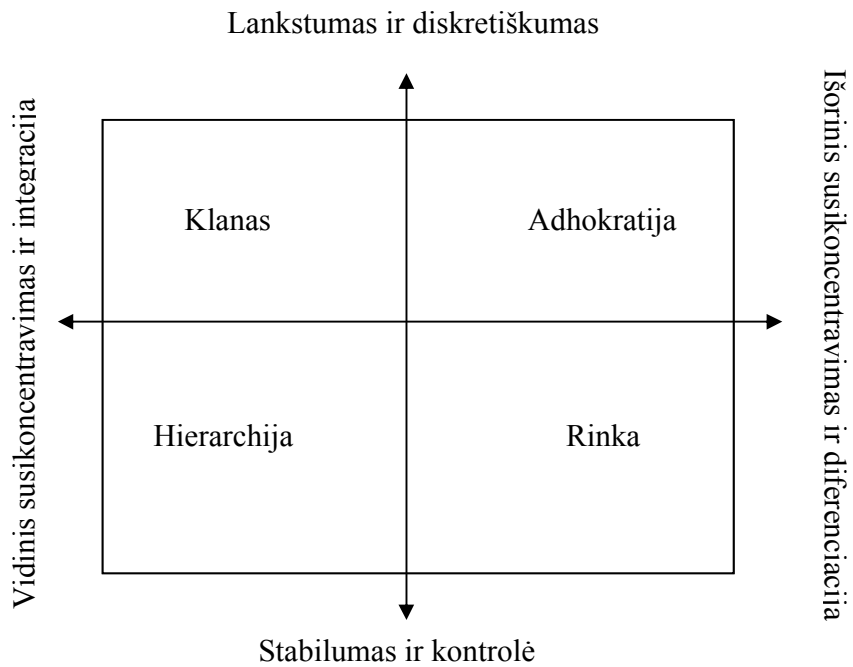 Lankstumas ir diskretiškumas
Vidinis susikoncentravimas ir integracija
Išorinis susikoncentravimas ir diferenciacija
Klanas
Adhokratija
Hierarchija
Rinka
Stabilumas ir kontrolė